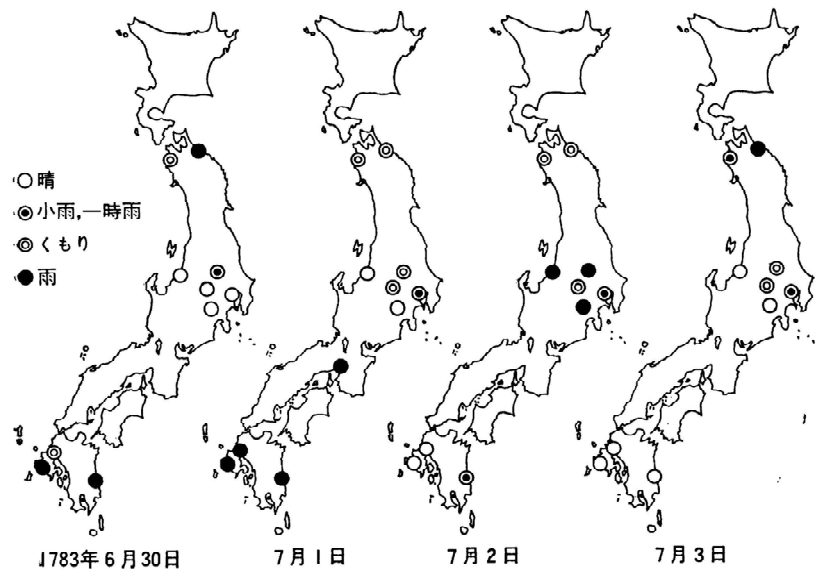 晴
小雨,一時雨
くもり
雨
1783年6月30日
7月1日
7月2日
7月3日